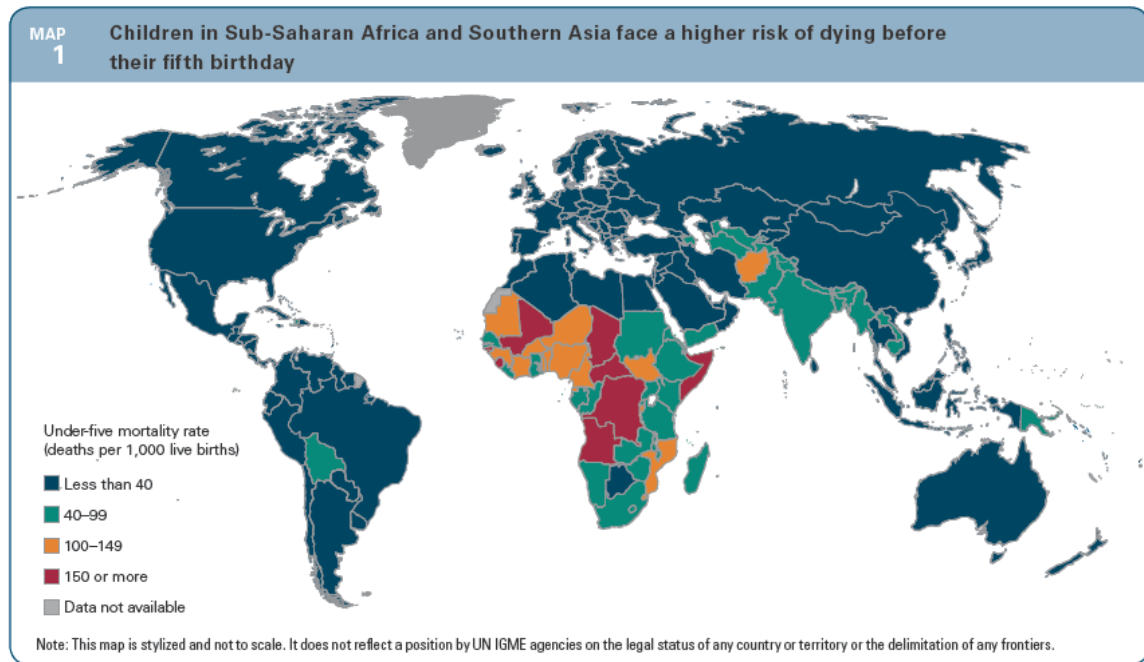 MAP
1
Children in Sub-Saharan Africa and Southern Asia face a higher risk of dying before
their fifth birthday
Under-five mortality rate
(deaths per 1,000 live births)
Less than 40
40–99
100–149
150 or more
Data not available
Note: This map is stylized and not to scale. It does not reflect a position by UN IGME agencies on the legal status of any country or territory or the delimitation of any frontiers.